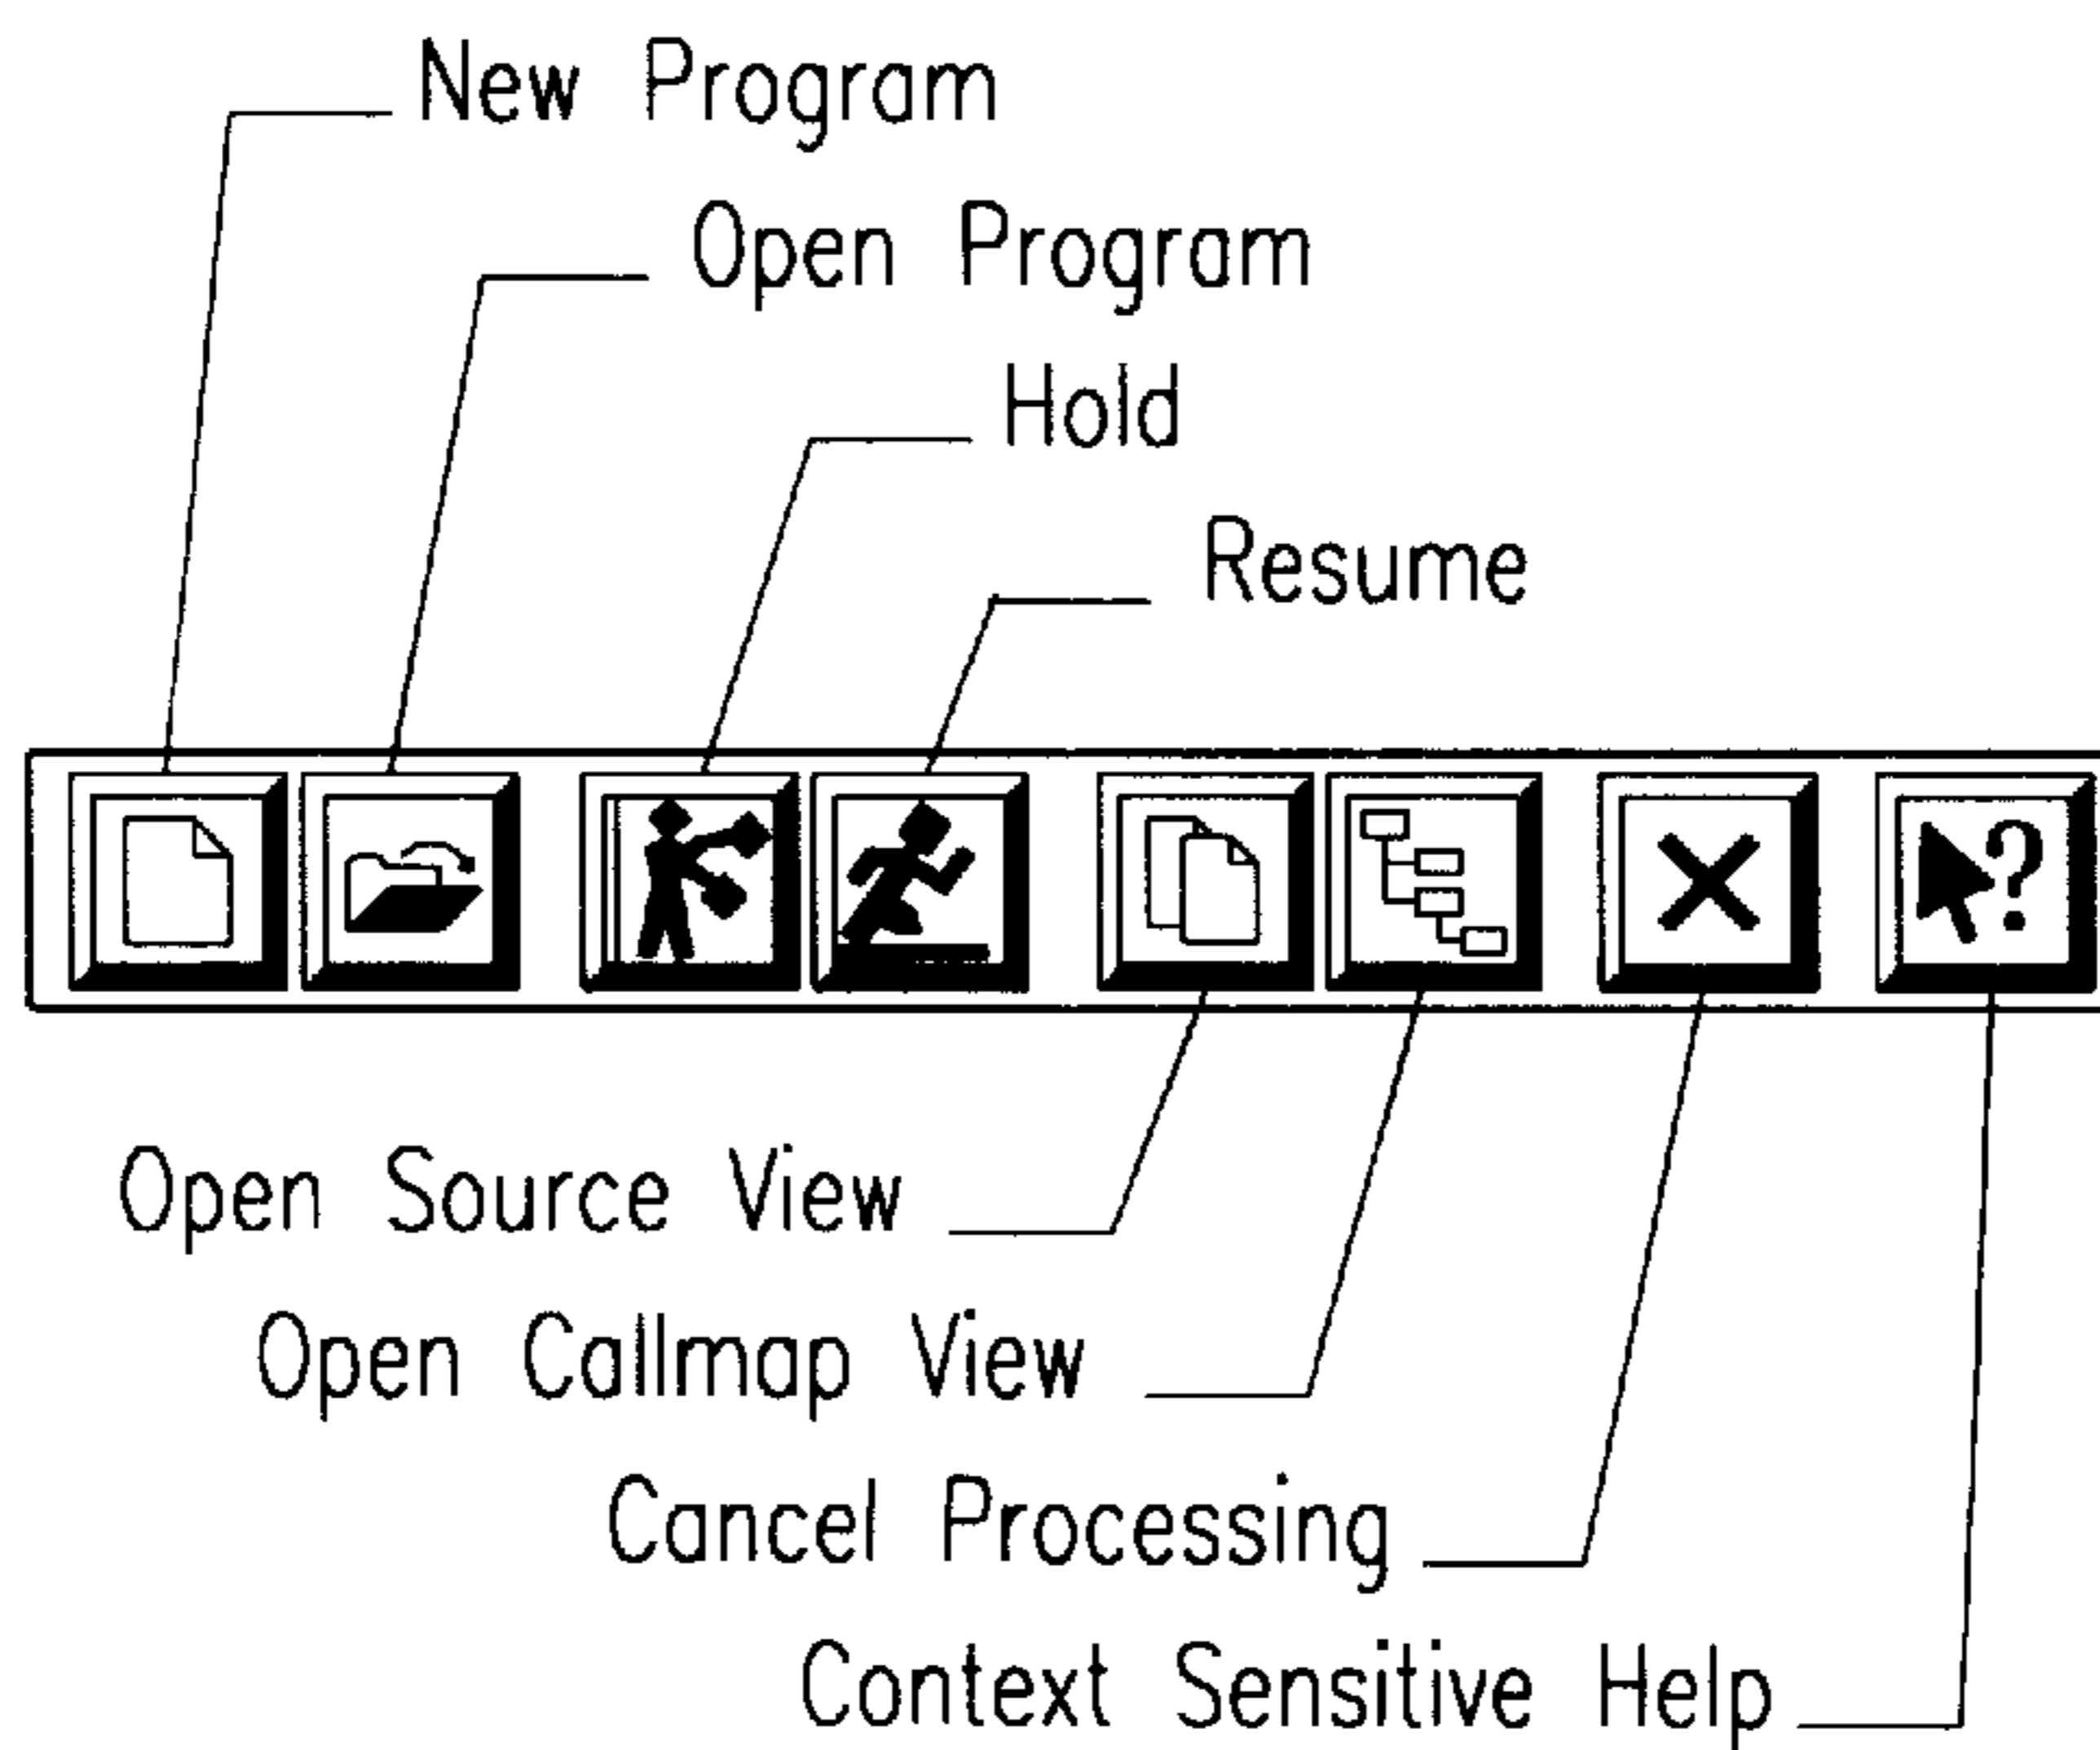 New Program
Open Program
Hold
Resume
?
Open Source View
Open Callmap View
Cancel Processing
Context Sensitive Help